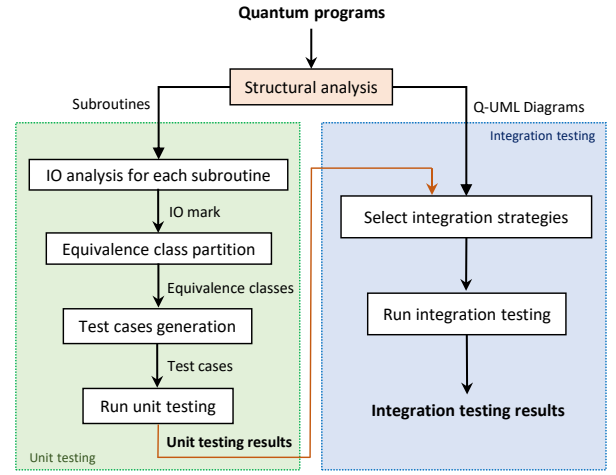 Quantum programs
Structural analysis
Subroutines
Q-UML Diagrams
Integration testing
IO analysis for each subroutine
IO mark
Select integration strategies
Equivalence class partition
Equivalence classes
Test cases generation
Run integration testing
Test cases
Run unit testing
Integration testing results
Unit testing results
Unit testing